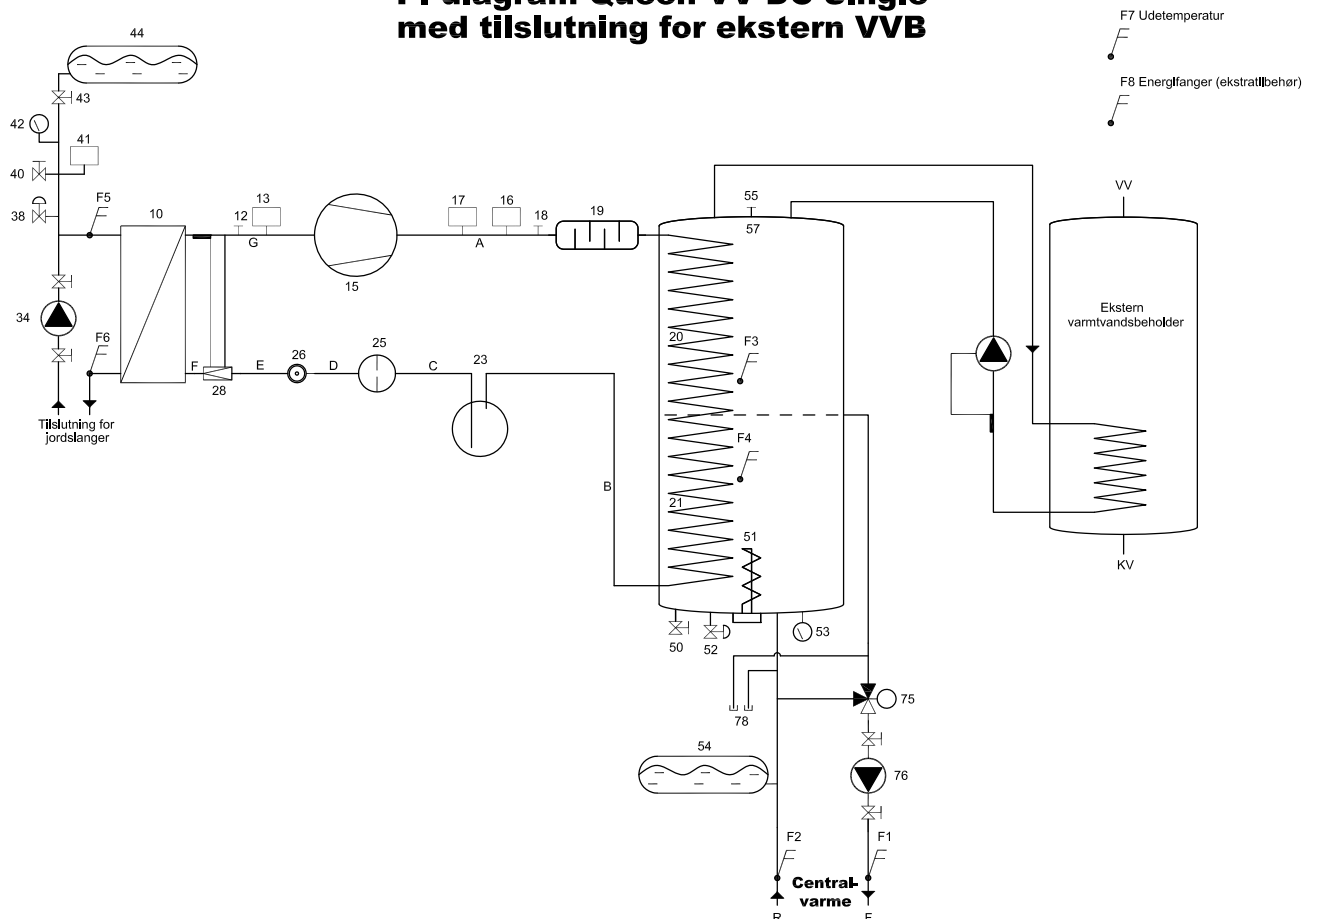 med tilslutning for ekstern VVB
F7 Udetemperatur
F8 Energifanger (ekstratilbehør)
44
43
42
41
40
38
F5
10
12
13
G
15
17
16
18
A
19
55
57
VV
34
F6
F
28
E
26
D
25
C
23
20
F3
F4
B
21
51
Ekstern
varmtvandsbeholder
KV
Tilslutning for
jordslanger
50
52
53
75
78
54
76
F2
F1
Central-
varme
R
F